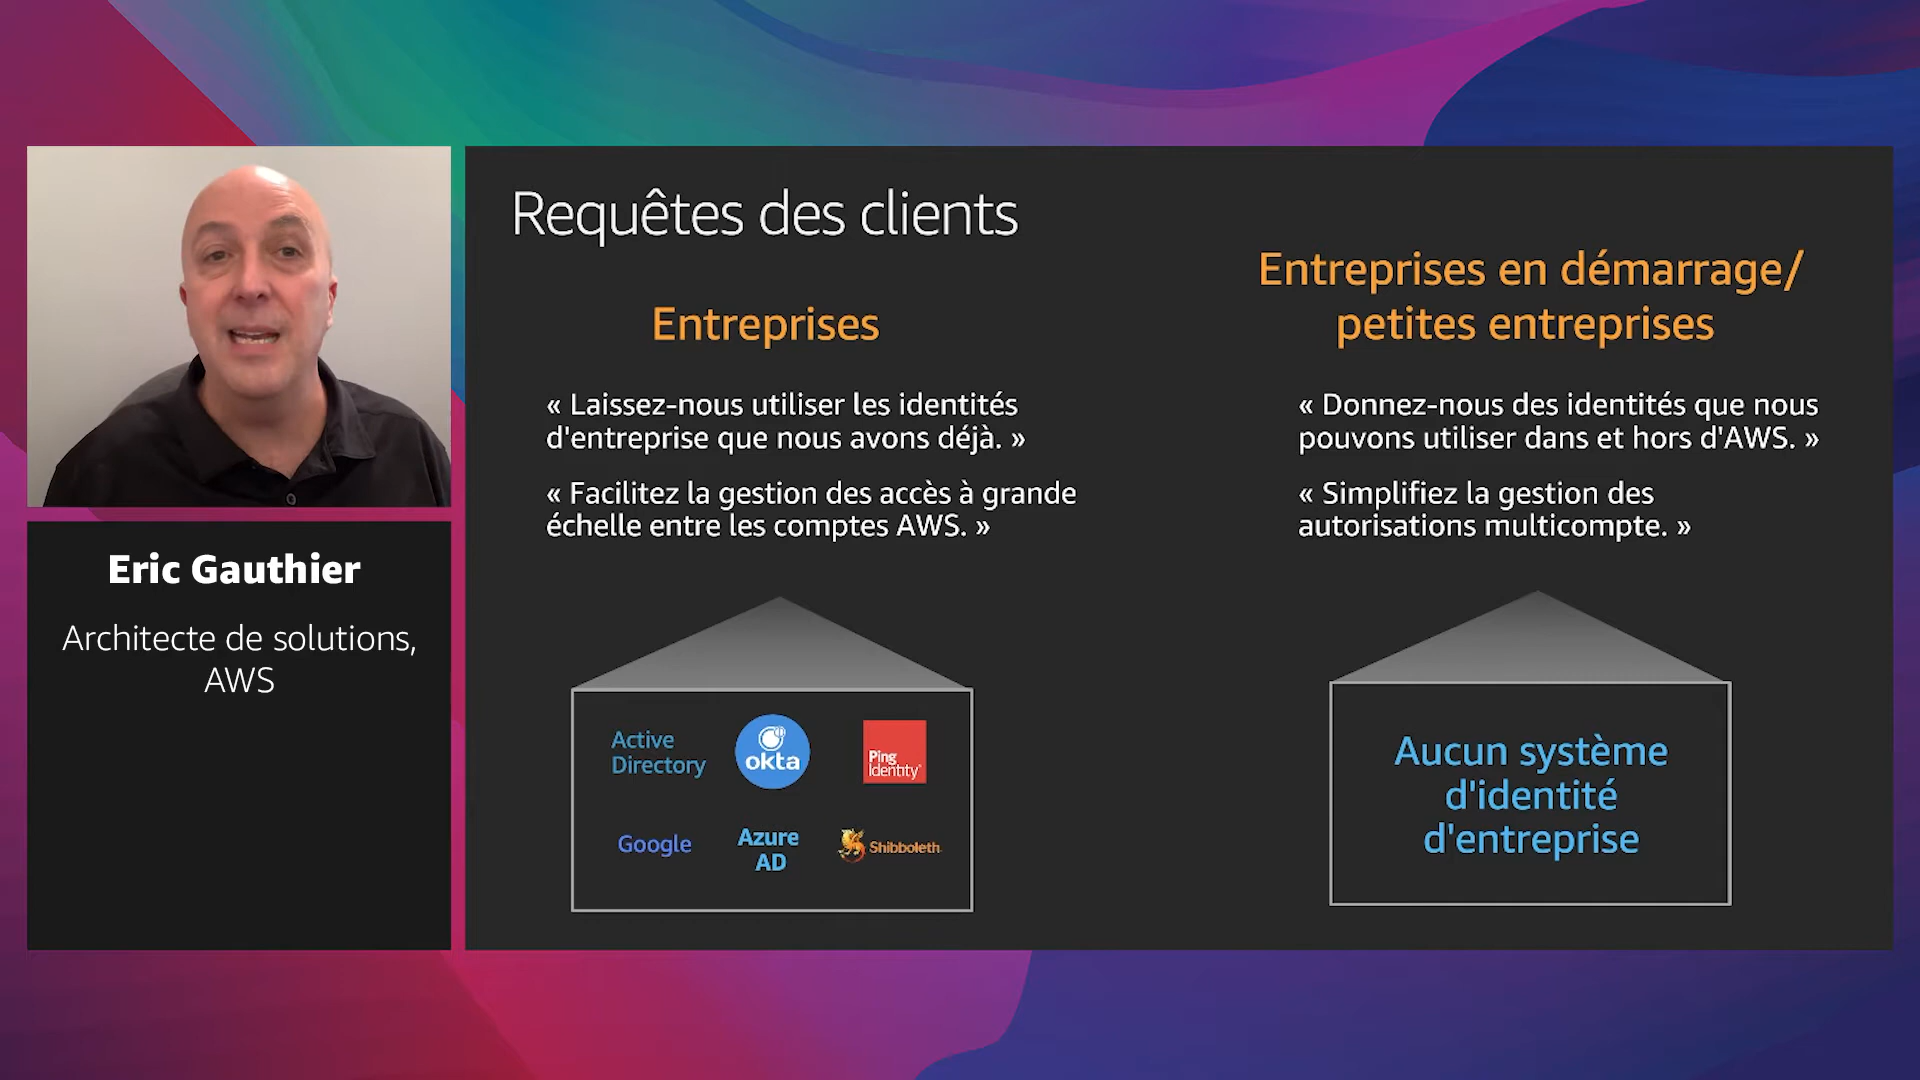 Requêtes des clients
Entreprises
« Laissez-nous utiliser les identités
d'entreprise que nous avons déjà. »
« Facilitez la gestion des accès à grande
échelle entre les comptes AWS. »
Active
Directory
okta
Ping
Identity
Google
Azure
AD
Shibboleth
Entreprises en démarrage/
petites entreprises
« Donnez-nous des identités que nous
pouvons utiliser dans et hors d'AWS. »
« Simplifiez la gestion des
autorisations multicompte. »
Aucun système
d'identité
d'entreprise
Eric Gauthier
Architecte de solutions,
AWS